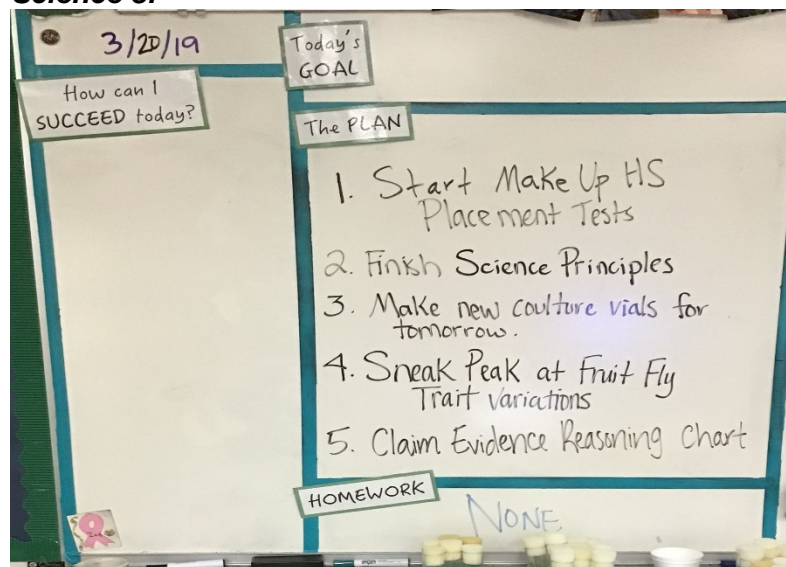 3/20/19
Today's
GOAL
How can I
SUCCEED today?
The PLAN
1. Start Make Up HS
Placement Tests
2. Finish Science Principles
3. Make new coulture vials for
tomorrow.
4. Sneak Peak at Fruit Fly
Trait Variations
5. Claim Evidence Reasoning Chart
HOMEWORK
NONE